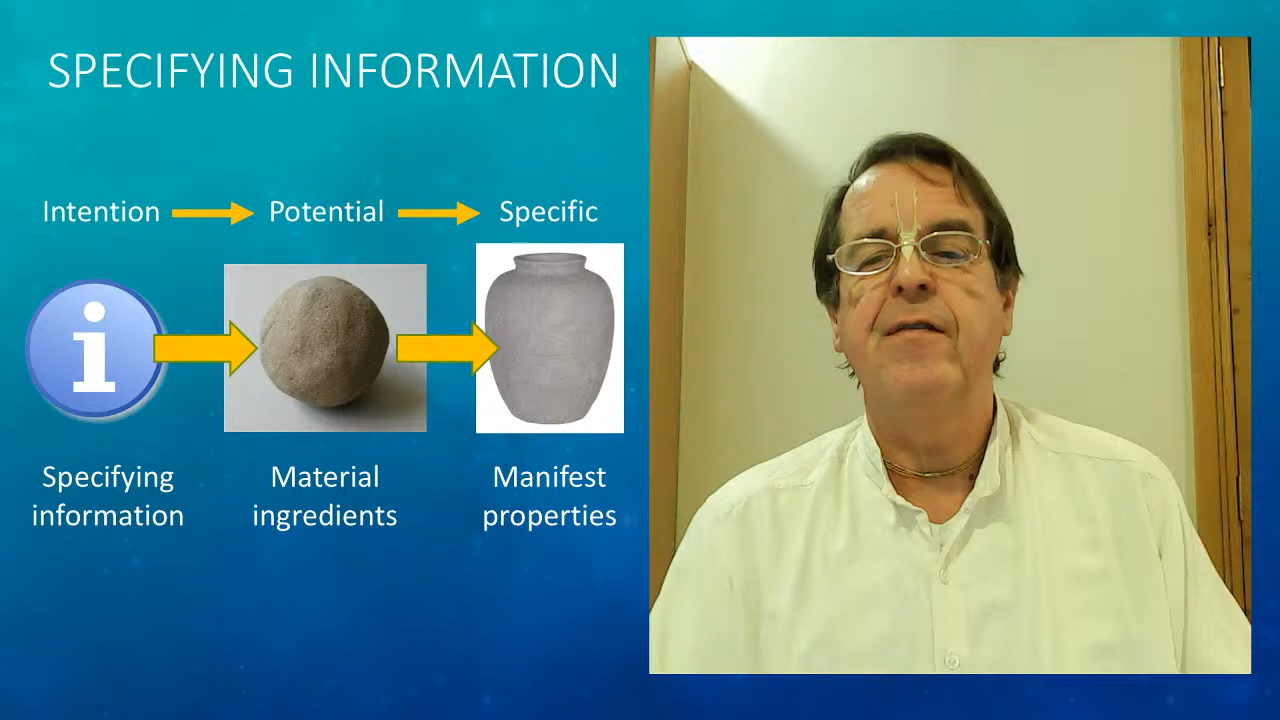 SPECIFYING INFORMATION
Intention
Potential
Specific
i
Specifying
information
Material
ingredients
Manifest
properties